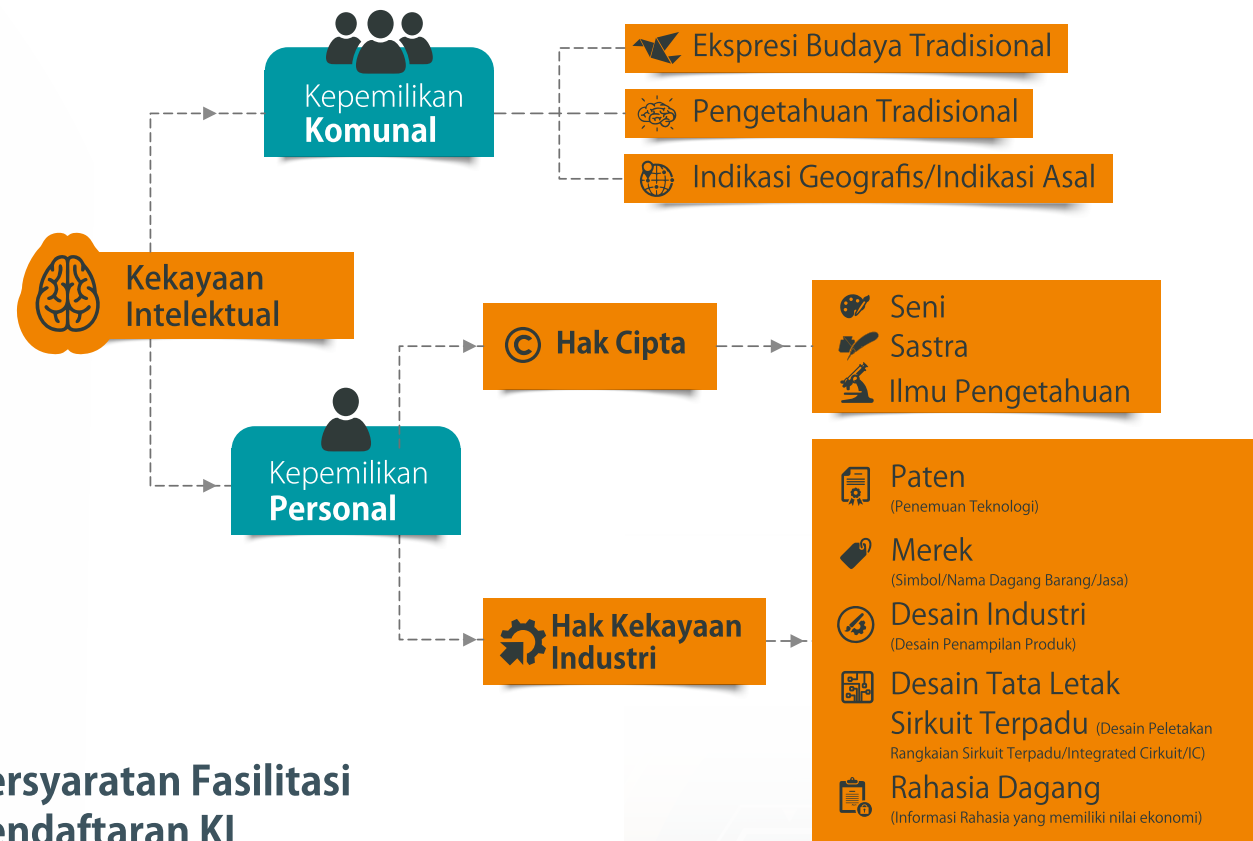 Kepemilikan
Komunal
Ekspresi Budaya Tradisional
Pengetahuan Tradisional
Indikasi Geografis/Indikasi Asal
Kekayaan
Intelektual
© Hak Cipta
Seni
Sastra
Ilmu Pengetahuan
Kepemilikan
Personal
Hak Kekayaan
Industri
Paten
(Penemuan Teknologi)
Merek
(Simbol/Nama Dagang Barang/Jasa)
Desain Industri
(Desain Penampilan Produk)
Desain Tata Letak
Sirkuit Terpadu (Desain Peletakan
Rangkaian Sirkuit Terpadu/Integrated Cirkuit/IC)
Rahasia Dagang
(Informasi Rahasia yang memiliki nilai ekonomi)
ersyaratan Fasilitasi
endaftaran KI